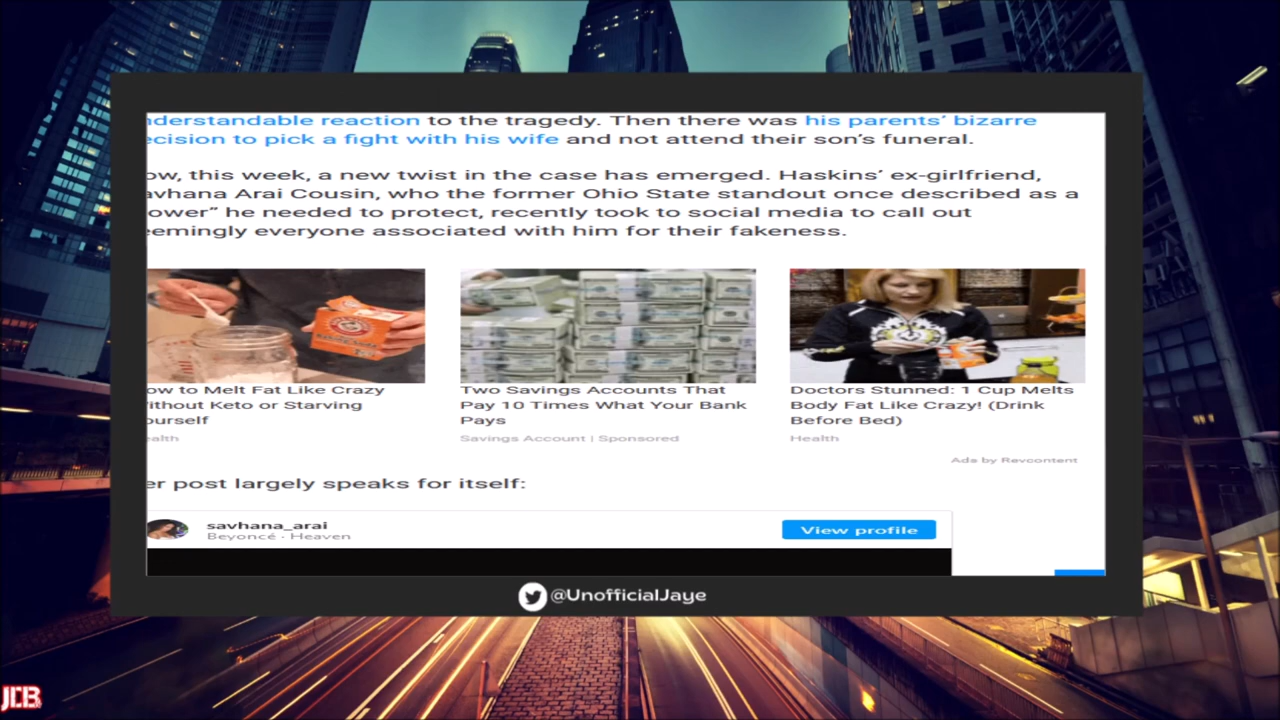 nderstandable reaction to the tragedy. Then there was his parents' bizarre
ecision to pick a fight with his wife and not attend their son's funeral.
ow, this week, a new twist in the case has emerged. Haskins' ex-girlfriend,
avhana Arai Cousin, who the former Ohio State standout once described as a
ower” he needed to protect, recently took to social media to call out
eemingly everyone associated with him for their fakeness.
ow to Melt Fat Like Crazy
ithout Keto or Starving
ourself
ealth
Two Savings Accounts That
Pay 10 Times What Your Bank
Pays
Savings Account | Sponsored
Doctors Stunned: 1 Cup Melts
Body Fat Like Crazy! (Drink
Before Bed)
Health
Ads by Revcontent
er post largely speaks for itself:
savhana_arai
Beyoncé · Heaven
View profile
@UnofficialJaye
JCB